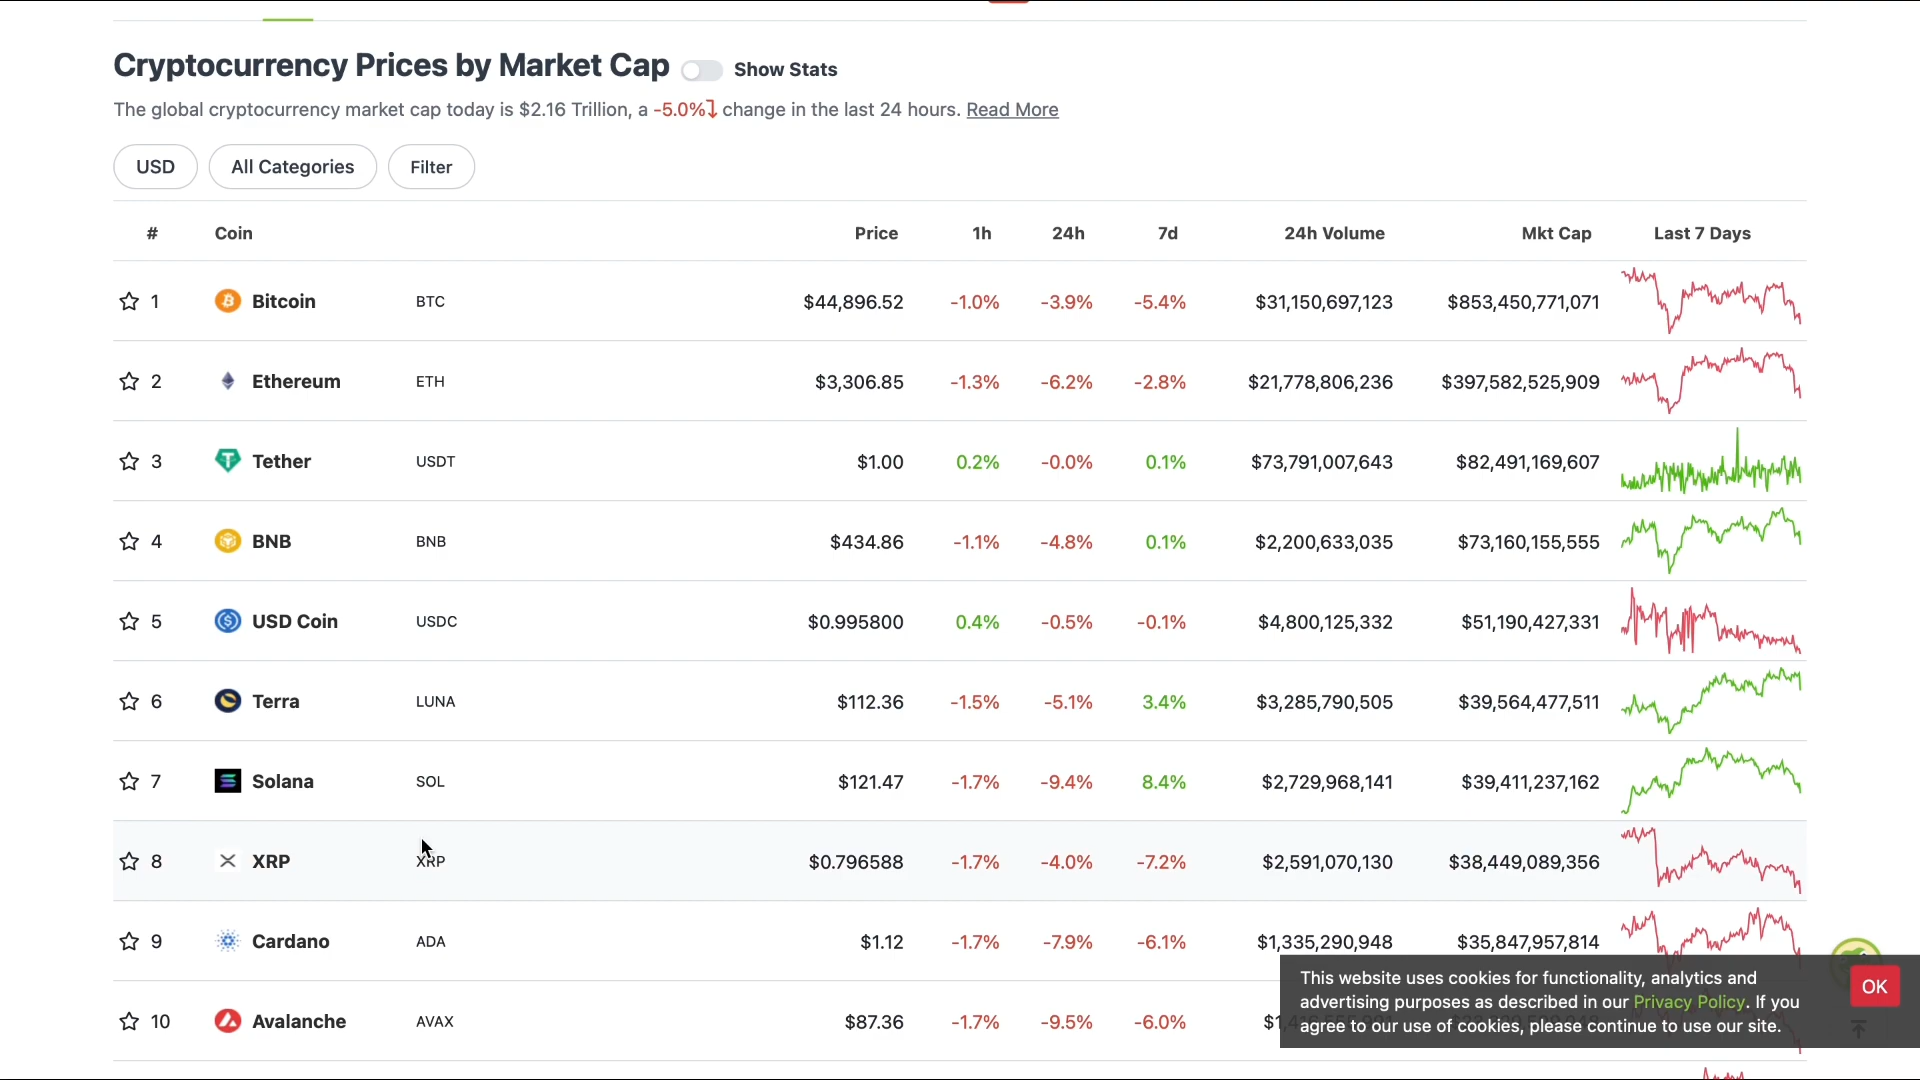 Cryptocurrency Prices by Market Cap Show Stats
The global cryptocurrency market cap today is $2.16 Trillion, a -5.0% change in the last 24 hours. Read More
USD All Categories Filter
# Coin Price 1h 24h 7d 24h Volume Mkt Cap Last 7 Days
1 Bitcoin BTC $44,896.52 -1.0% -3.9% -5.4% $31,150,697,123 $853,450,771,071
2 Ethereum ETH $3,306.85 -1.3% -6.2% -2.8% $21,778,806,236 $397,582,525,909
3 Tether USDT $1.00 0.2% -0.0% 0.1% $73,791,007,643 $82,491,169,607
4 BNB BNB $434.86 -1.1% -4.8% 0.1% $2,200,633,035 $73,160,155,555
5 USD Coin USDC $0.995800 0.4% -0.5% -0.1% $4,800,125,332 $51,190,427,331
6 Terra LUNA $112.36 -1.5% -5.1% 3.4% $3,285,790,505 $39,564,477,511
7 Solana SOL $121.47 -1.7% -9.4% 8.4% $2,729,968,141 $39,411,237,162
8 XRP XRP $0.796588 -1.7% -4.0% -7.2% $2,591,070,130 $38,449,089,356
9 Cardano ADA $1.12 -1.7% -7.9% -6.1% $1,335,290,948 $35,847,957,814
10 Avalanche AVAX $87.36 -1.7% -9.5% -6.0%
This website uses cookies for functionality, analytics and
advertising purposes as described in our Privacy Policy. If you
agree to our use of cookies, please continue to use our site.
OK